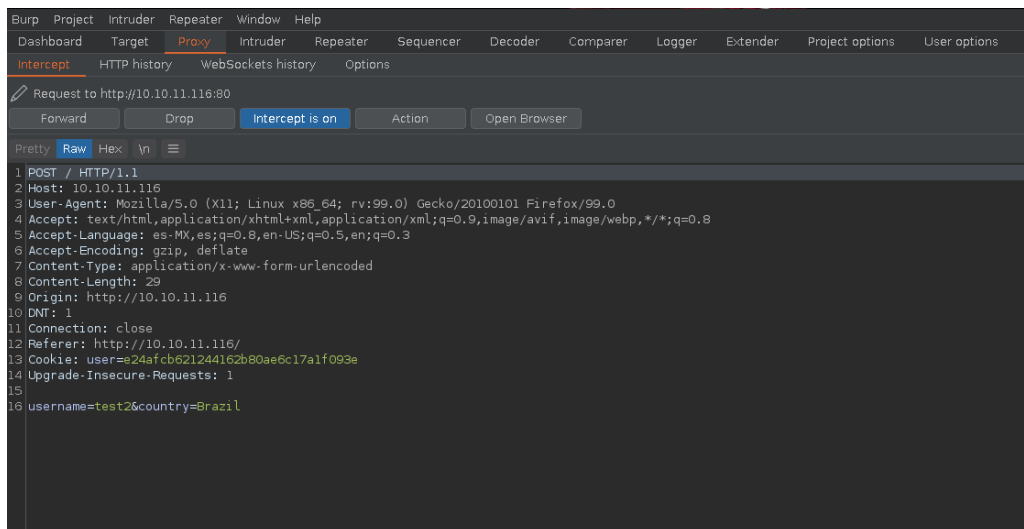 Burp Project Intruder Repeater Window Help
Dashboard Target Proxy Intruder Repeater Sequencer Decoder Comparer Logger Extender Project options User options
Intercept HTTP history WebSockets history Options
Request to http://10.10.11.116:80
Forward Drop Intercept is on Action Open Browser
Pretty Raw Hex \n
1 POST / HTTP/1.1
2 Host: 10.10.11.116
3 User-Agent: Mozilla/5.0 (X11; Linux x86_64; rv:99.0) Gecko/20100101 Firefox/99.0
4 Accept: text/html,application/xhtml+xml,application/xml;q=0.9,image/avif,image/webp,*/*;q=0.8
5 Accept-Language: es-MX,es;q=0.8,en-US;q=0.5,en;q=0.3
6 Accept-Encoding: gzip, deflate
7 Content-Type: application/x-www-form-urlencoded
8 Content-Length: 29
9 Origin: http://10.10.11.116
10 DNT: 1
11 Connection: close
12 Referer: http://10.10.11.116/
13 Cookie: user=e24afcb621244162b80ae6c17a1f093e
14 Upgrade-Insecure-Requests: 1
15
16 username=test2&country=Brazil